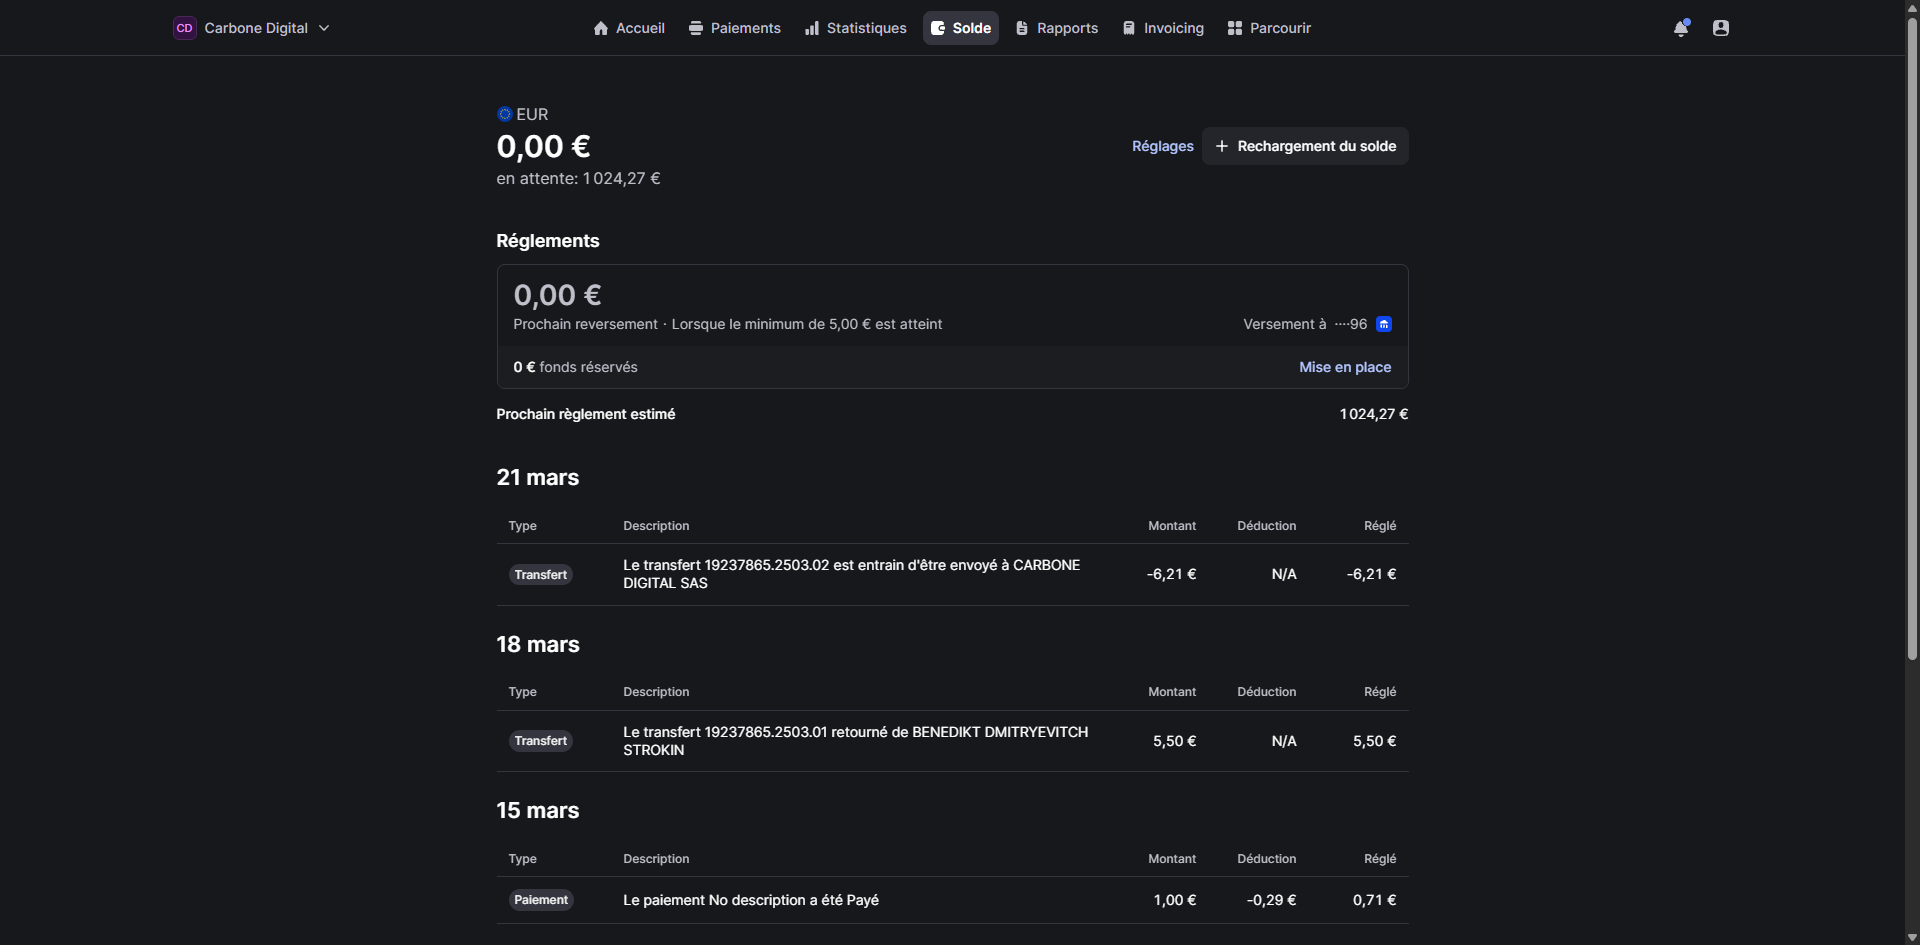 CD Carbone Digital Accueil Paiements Statistiques Solde Rapports Invoicing Parcourir
EUR
0,00 €
Réglages Rechargement du solde
en attente: 1 024,27 €
Réglements
0,00 €
Prochain reversement · Lorsque le minimum de 5,00 € est atteint Versement à ····96
0 € fonds réservés Mise en place
Prochain règlement estimé 1 024,27 €
21 mars
Type Description Montant Déduction Réglé
Transfert Le transfert 19237865.2503.02 est entrain d'être envoyé à CARBONE -6,21 € N/A -6,21 €
DIGITAL SAS
18 mars
Type Description Montant Déduction Réglé
Transfert Le transfert 19237865.2503.01 retourné de BENEDIKT DMITRYEVITCH 5,50 € N/A 5,50 €
STROKIN
15 mars
Type Description Montant Déduction Réglé
Paiement Le paiement No description a été Payé 1,00 € -0,29 € 0,71 €